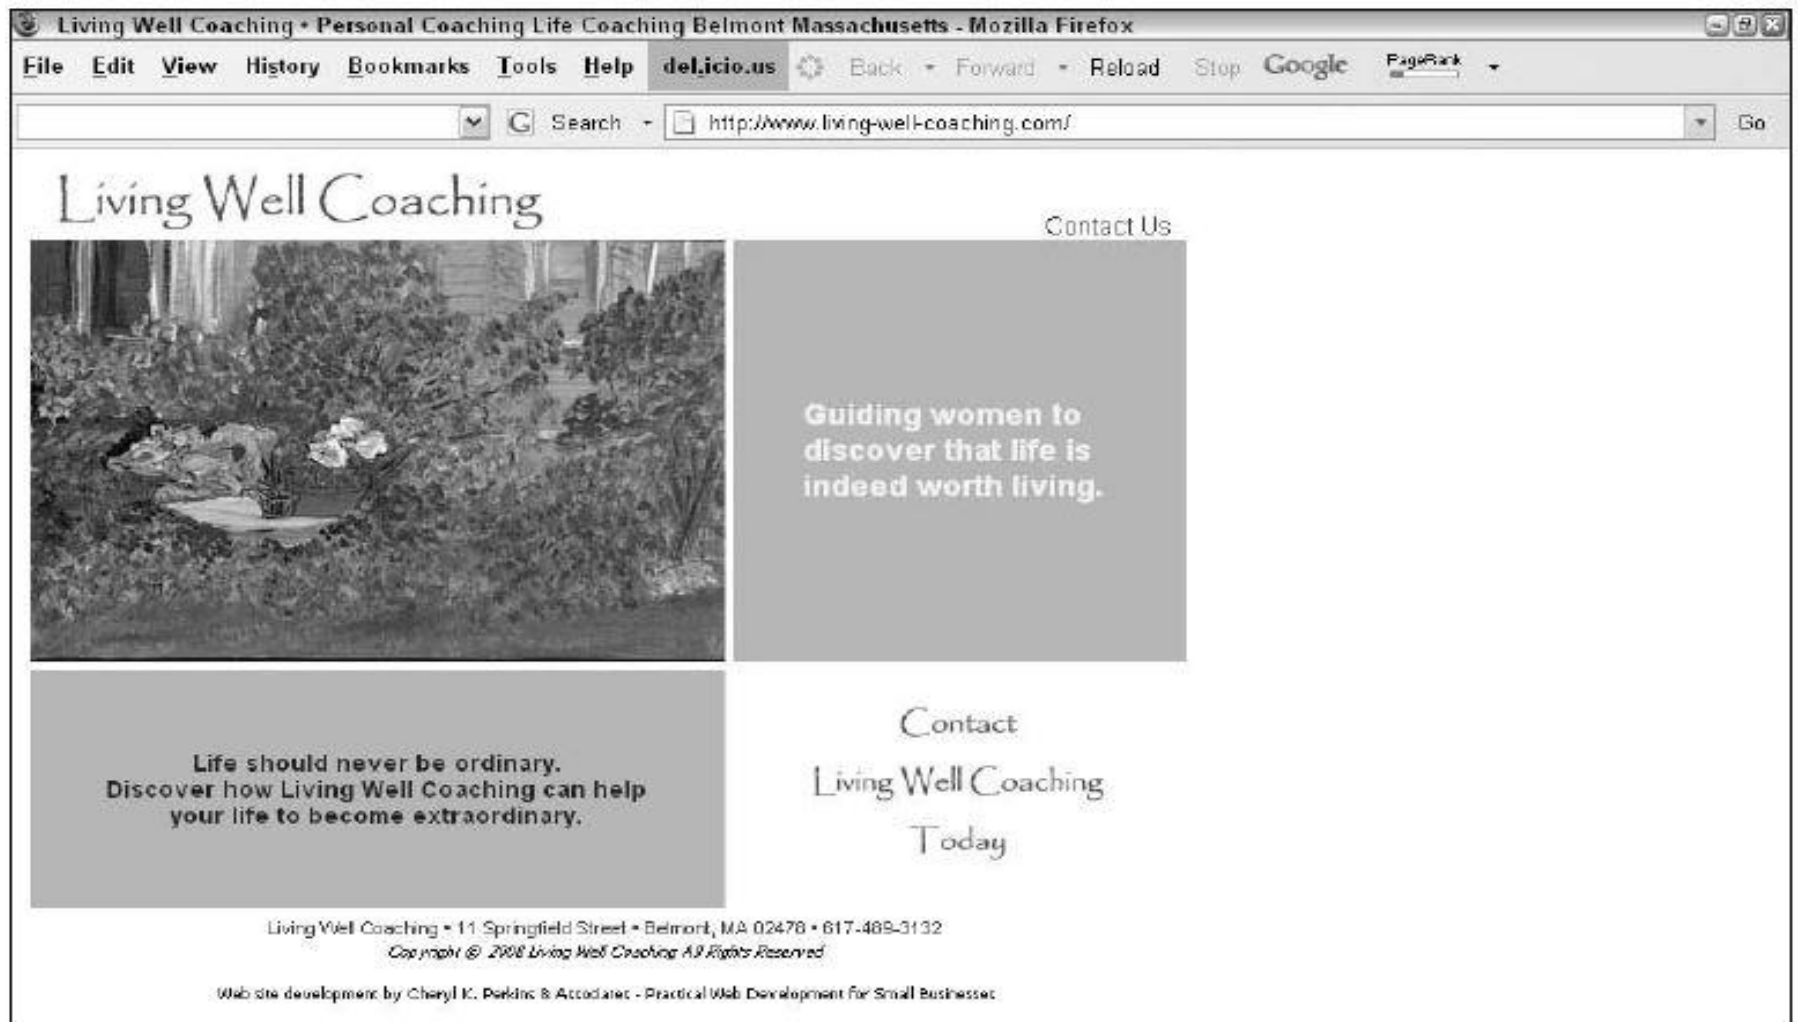 Living Well Coaching • Personal Coaching Life Coaching Belmont Massachusetts - Mozilla Firefox
File Edit View History Bookmarks Tools Help del.icio.us Back Forward Reload Stop Google PageRank
G Search http://www.living-well-coaching.com/ Go
Living Well Coaching
Contact Us
Guiding women to
discover that life is
indeed worth living.
Life should never be ordinary.
Discover how Living Well Coaching can help
your life to become extraordinary.
Contact
Living Well Coaching
Today
Living Well Coaching • 11 Springfield Street • Belmont, MA 02478 • 617-489-3132
Copyright © 2008 Living Well Coaching All Rights Reserved
Web site development by Cheryl K. Perkins & Associates - Practical Web Development for Small Businesses